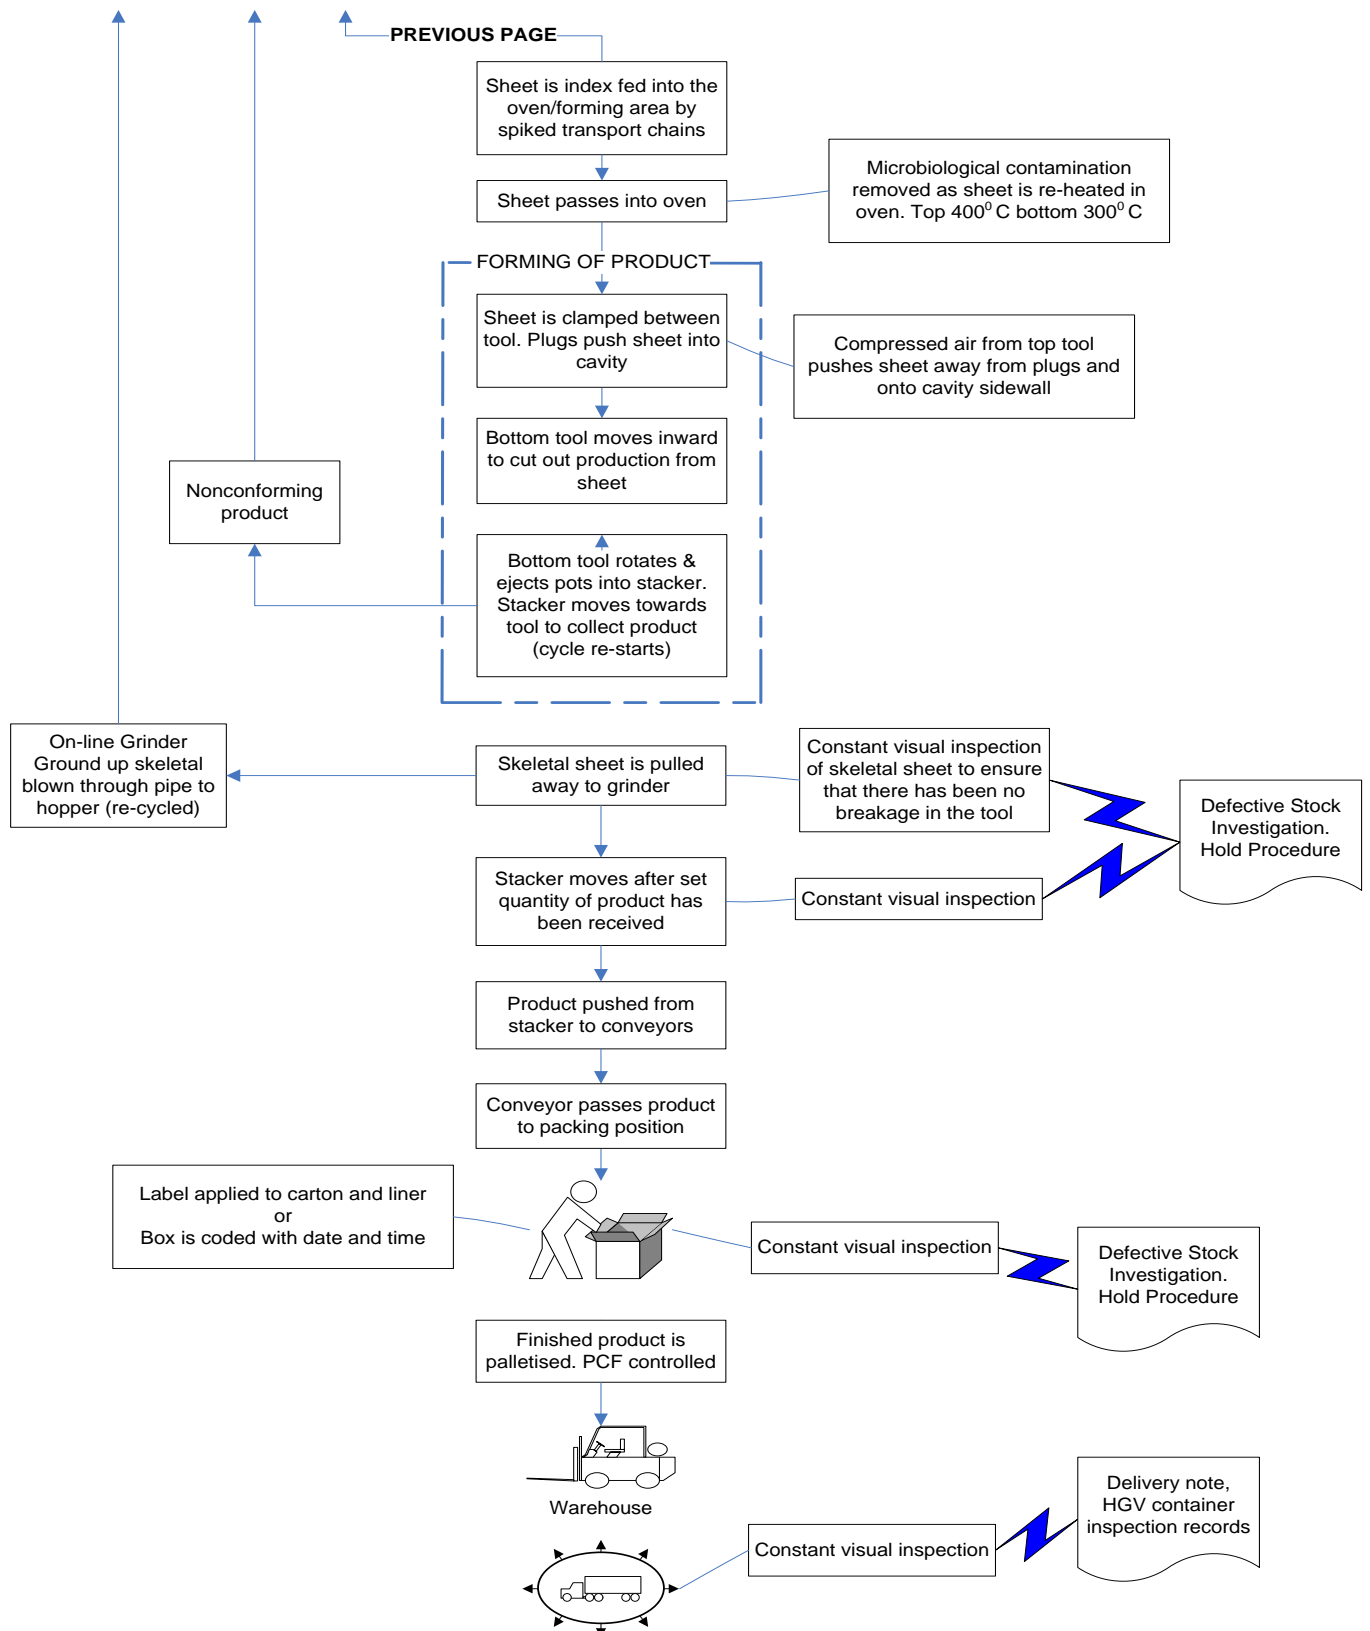 PREVIOUS PAGE
Sheet is index fed into the
oven/forming area by
spiked transport chains
Microbiological contamination
removed as sheet is re-heated in
oven. Top 400⁰ C bottom 300⁰ C
Sheet passes into oven
FORMING OF PRODUCT
Sheet is clamped between
tool. Plugs push sheet into
cavity
Compressed air from top tool
pushes sheet away from plugs and
onto cavity sidewall
Bottom tool moves inward
to cut out production from
sheet
Nonconforming
product
Bottom tool rotates &
ejects pots into stacker.
Stacker moves towards
tool to collect product
(cycle re-starts)
On-line Grinder
Ground up skeletal
blown through pipe to
hopper (re-cycled)
Skeletal sheet is pulled
away to grinder
Constant visual inspection
of skeletal sheet to ensure
that there has been no
breakage in the tool
Defective Stock
Investigation.
Hold Procedure
Stacker moves after set
quantity of product has
been received
Constant visual inspection
Product pushed from
stacker to conveyors
Conveyor passes product
to packing position
Label applied to carton and liner
or
Box is coded with date and time
Constant visual inspection
Defective Stock
Investigation.
Hold Procedure
Finished product is
palletised. PCF controlled
Warehouse
Delivery note,
HGV container
inspection records
Constant visual inspection